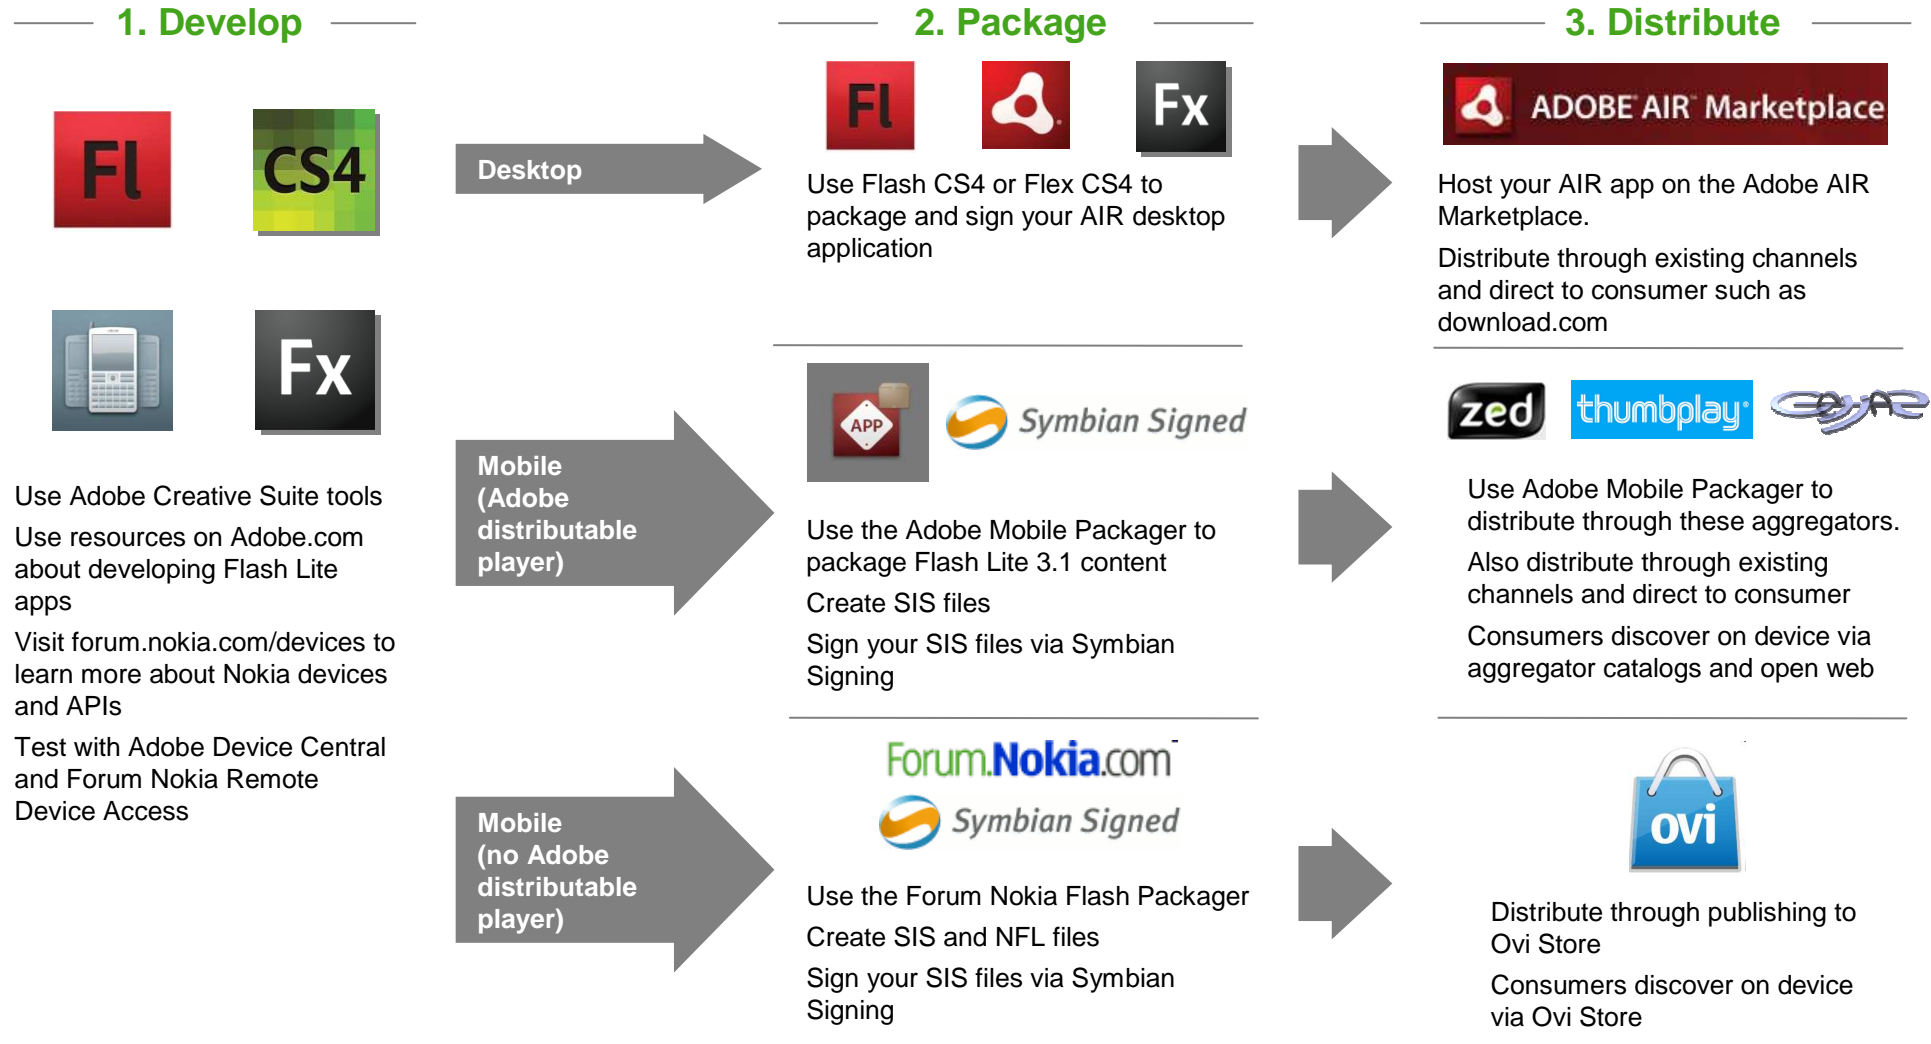 1. Develop
Fl
CS4
Fx
Use Adobe Creative Suite tools
Use resources on Adobe.com
about developing Flash Lite
apps
Visit forum.nokia.com/devices to
learn more about Nokia devices
and APIs
Test with Adobe Device Central
and Forum Nokia Remote
Device Access
Desktop
Mobile
(Adobe
distributable
player)
Mobile
(no Adobe
distributable
player)
2. Package
Fl
Fx
Use Flash CS4 or Flex CS4 to
package and sign your AIR desktop
application
APP
Symbian Signed
Use the Adobe Mobile Packager to
package Flash Lite 3.1 content
Create SIS files
Sign your SIS files via Symbian
Signing
Forum.Nokia.com
Symbian Signed
Use the Forum Nokia Flash Packager
Create SIS and NFL files
Sign your SIS files via Symbian
Signing
3. Distribute
ADOBE AIR Marketplace
Host your AIR app on the Adobe AIR
Marketplace.
Distribute through existing channels
and direct to consumer such as
download.com
zed
thumbplay
Use Adobe Mobile Packager to
distribute through these aggregators.
Also distribute through existing
channels and direct to consumer
Consumers discover on device via
aggregator catalogs and open web
ovi
Distribute through publishing to
Ovi Store
Consumers discover on device
via Ovi Store